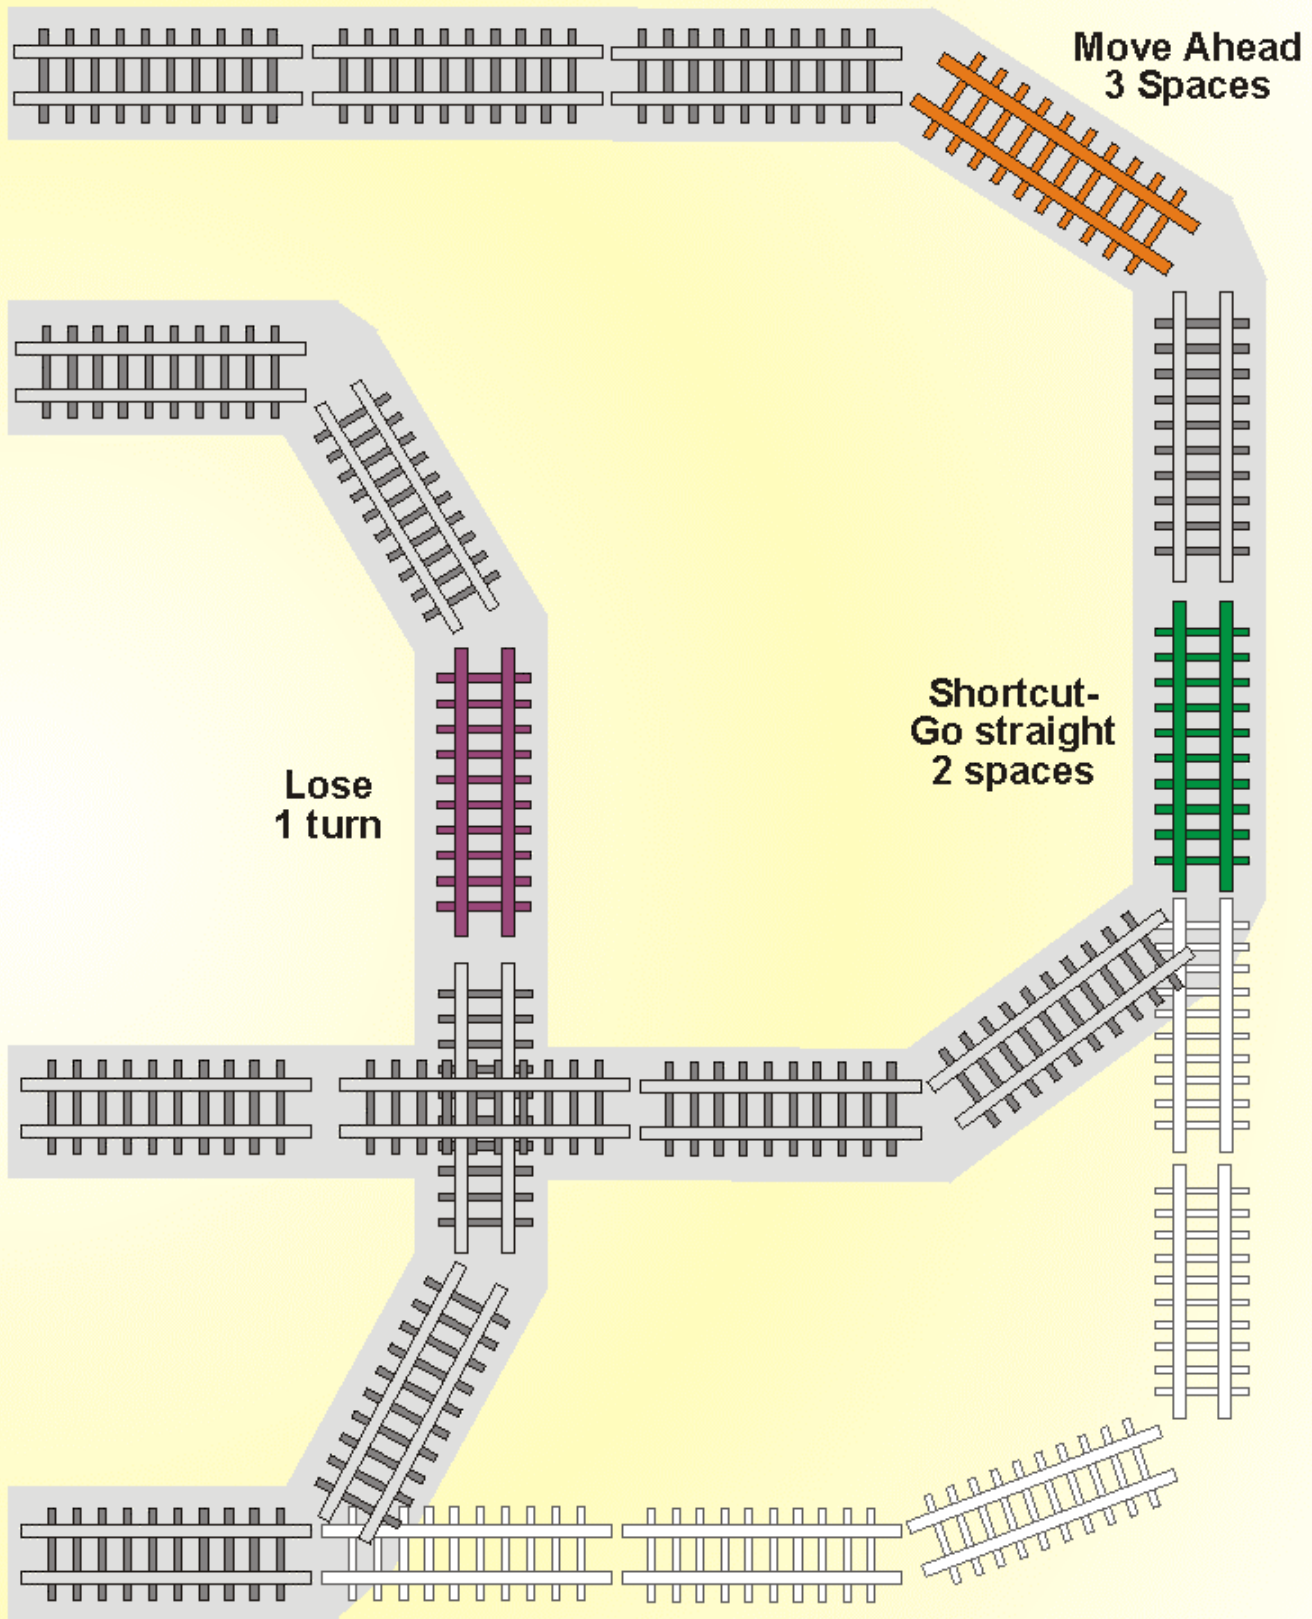 Move Ahead
3 Spaces
Shortcut-
Go straight
2 spaces
Lose
1 turn